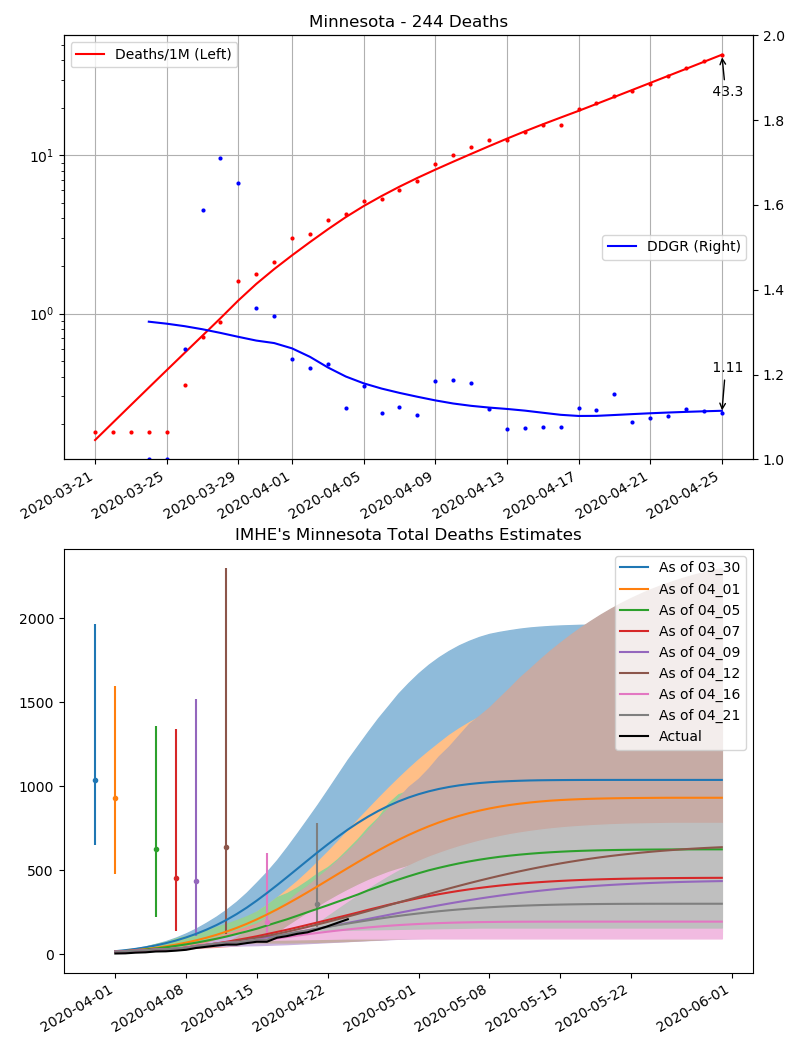 Minnesota - 244 Deaths
Deaths/1M (Left)
2.0
43.3
1.8
10¹
1.6
DDGR (Right)
1.4
10⁰
1.11
1.2
1.0
2020-03-21
2020-03-25
2020-03-29
2020-04-01
2020-04-05
2020-04-09
2020-04-13
2020-04-17
2020-04-21
2020-04-25
IMHE's Minnesota Total Deaths Estimates
As of 03_30
As of 04_01
As of 04_05
As of 04_07
As of 04_09
As of 04_12
As of 04_16
As of 04_21
Actual
2000
1500
1000
500
0
2020-04-01
2020-04-08
2020-04-15
2020-04-22
2020-05-01
2020-05-08
2020-05-15
2020-05-22
2020-06-01